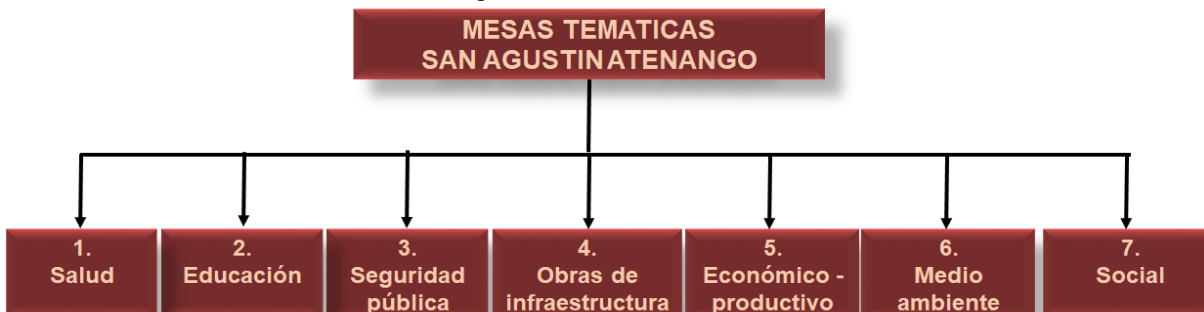 MESAS TEMATICAS
SAN AGUSTIN ATENANGO
1.
Salud
2.
Educación
3.
Seguridad
pública
4.
Obras de
infraestructura
5.
Económico -
productivo
6.
Medio
ambiente
7.
Social